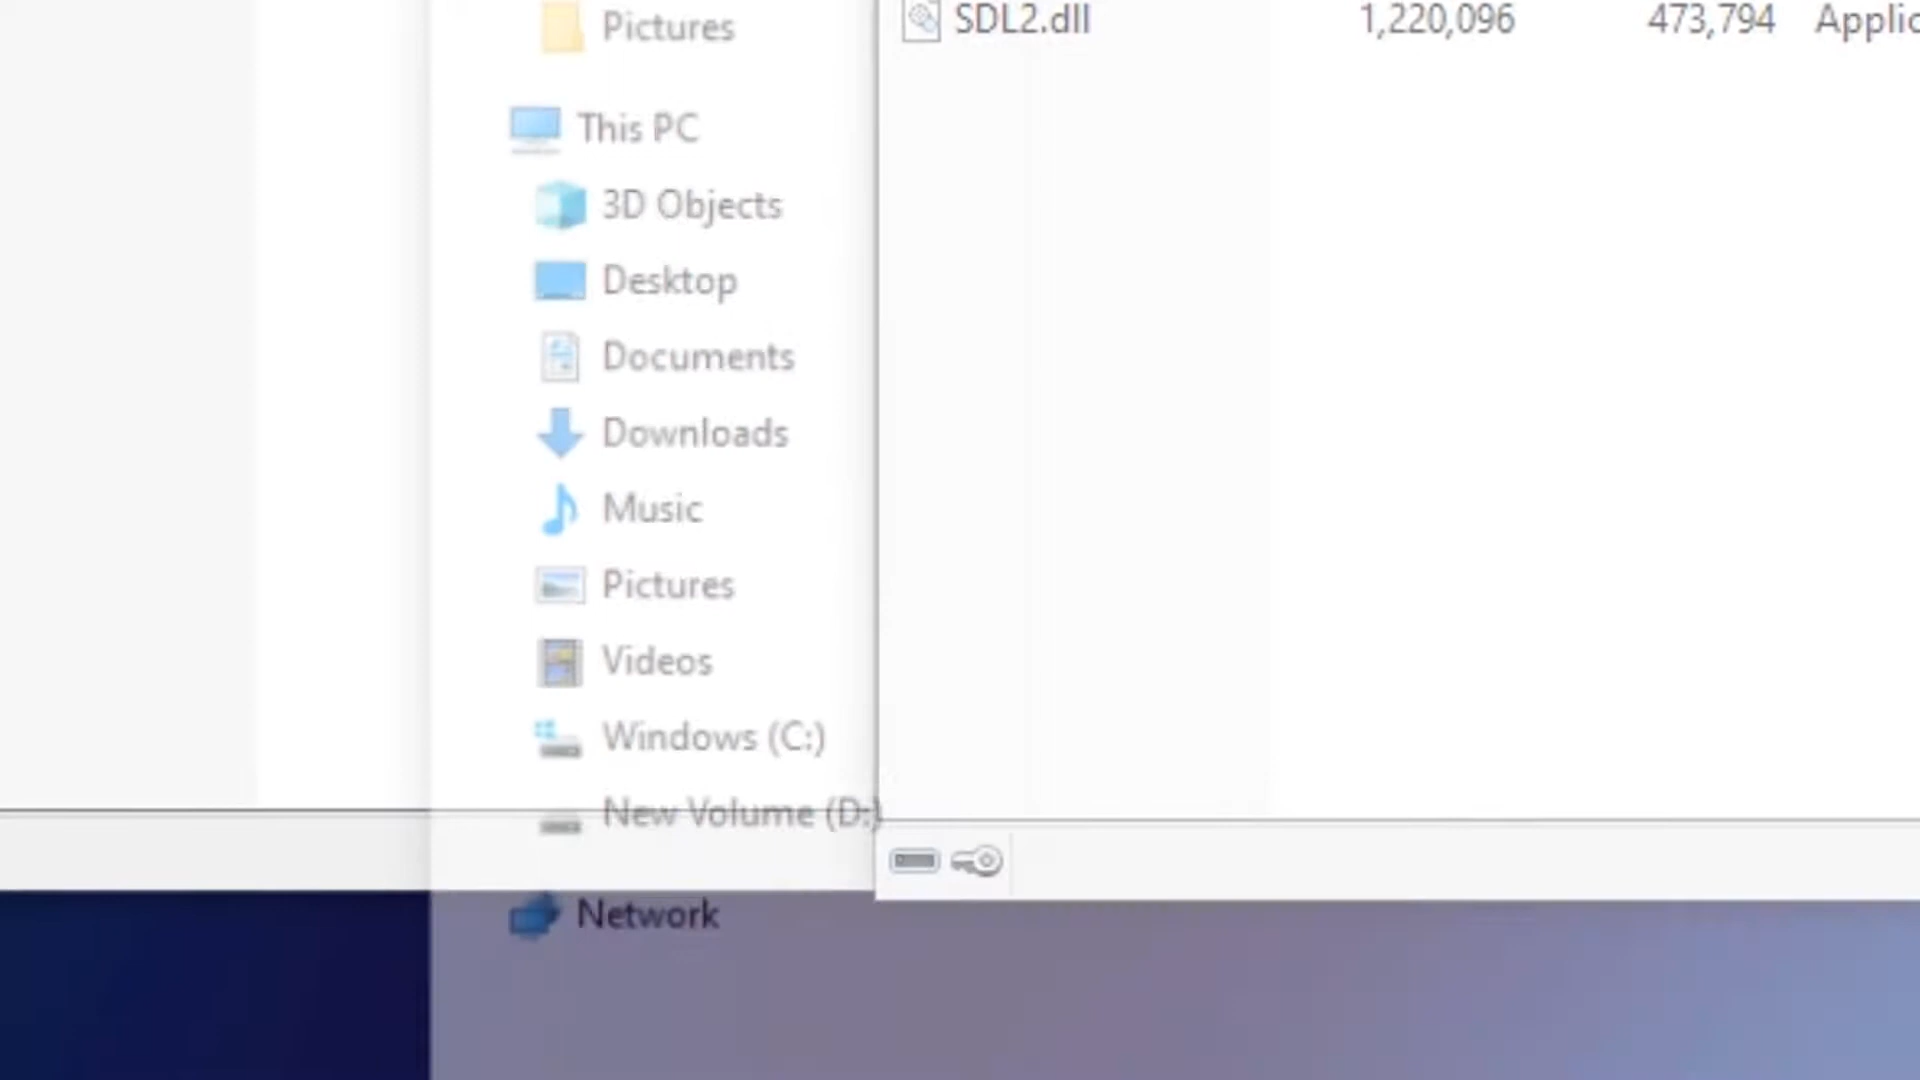 Pictures
This PC
3D Objects
Desktop
Documents
Downloads
Music
Pictures
Videos
Windows (C:)
New Volume (D:)
Network
SDL2.dll 1,220,096 473,794 Applic